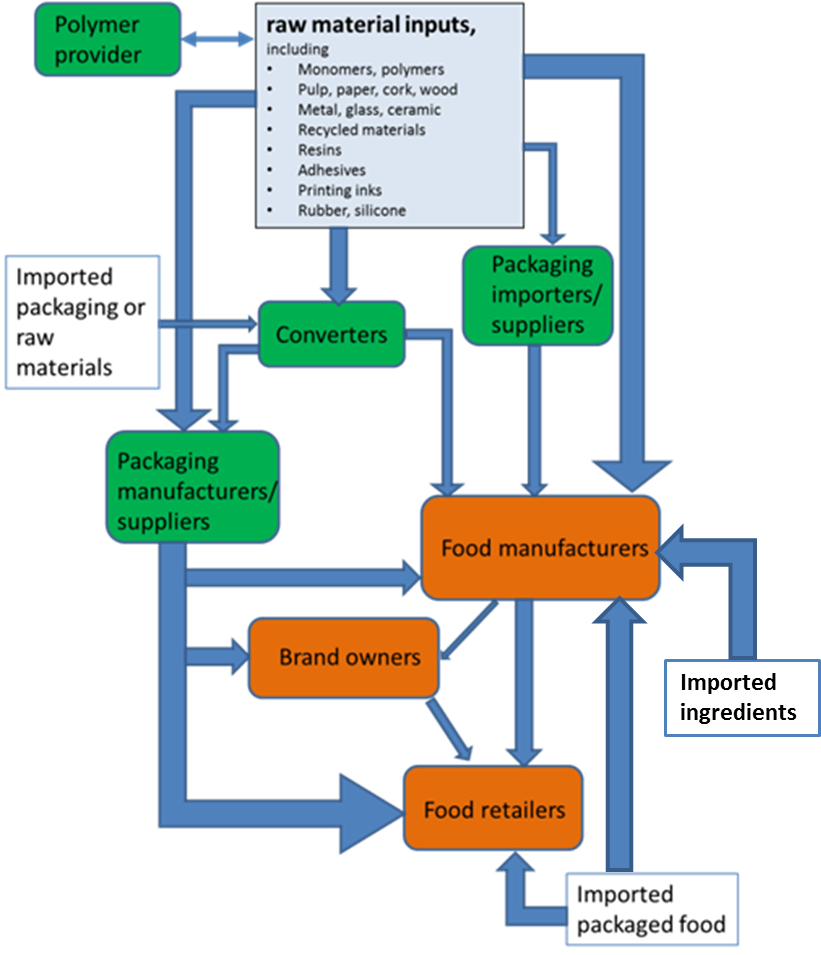 Polymer
provider
raw material inputs,
including
• Monomers, polymers
• Pulp, paper, cork, wood
• Metal, glass, ceramic
• Recycled materials
• Resins
• Adhesives
• Printing inks
• Rubber, silicone
Imported
packaging or
raw
materials
Converters
Packaging
importers/
suppliers
Packaging
manufacturers/
suppliers
Food manufacturers
Brand owners
Imported
ingredients
Food retailers
Imported
packaged food